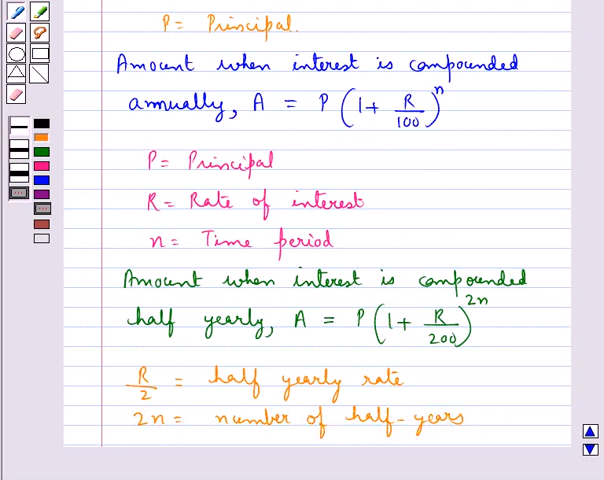 P = Principal.
Amount when interest is compounded
annually, A = P(1+ R/100)^n
P = Principal
R = Rate of interest
n = Time period
Amount when interest is compounded
half yearly, A = P(1+ R/200)^2n
R/2 = half yearly rate
2n = number of half-years